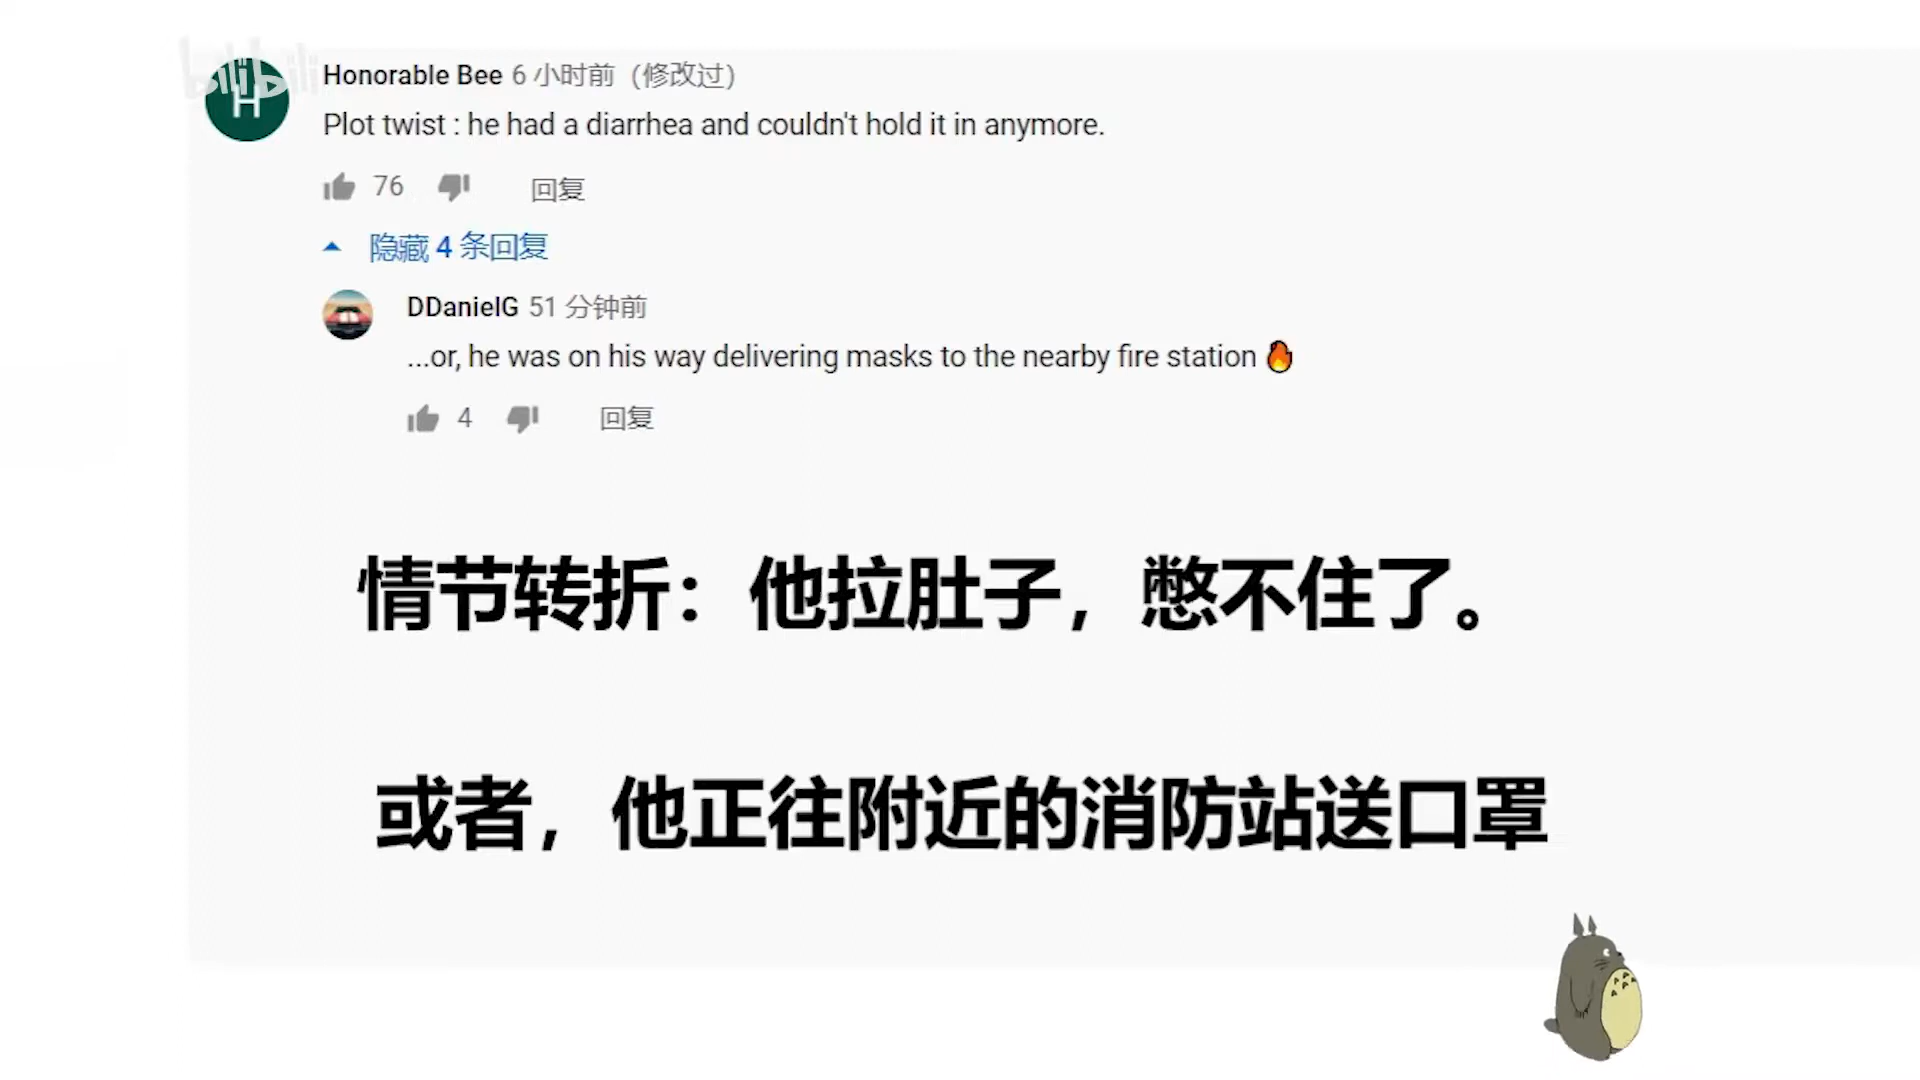 bilibili
H
Honorable Bee 6 小时前（修改过）
Plot twist : he had a diarrhea and couldn't hold it in anymore.
76 回复
隐藏 4 条回复
DDanielG 51 分钟前
...or, he was on his way delivering masks to the nearby fire station 🔥
4 回复
情节转折：他拉肚子，憋不住了。
或者，他正往附近的消防站送口罩